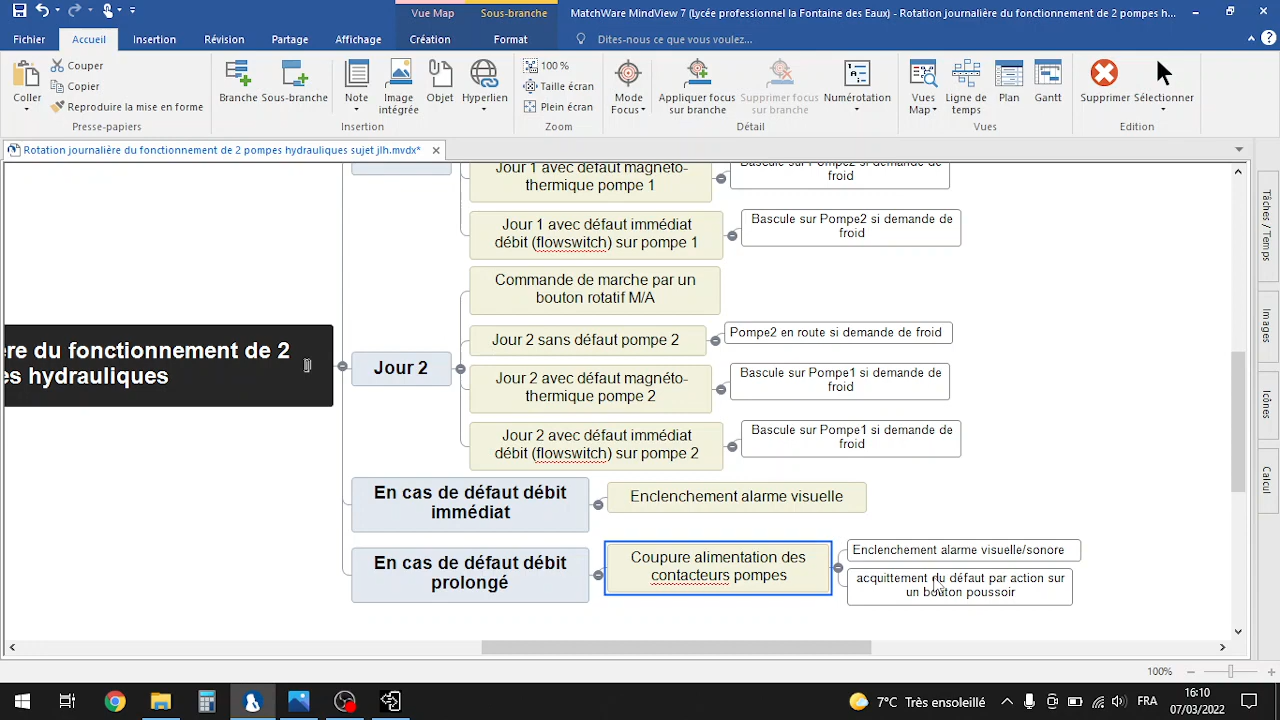 Vue Map
Sous-branche
MatchWare MindView 7 (Lycée professionnel la Fontaine des Eaux) - Rotation journalière du fonctionnement de 2 pompes h...
Fichier
Accueil
Insertion
Révision
Partage
Affichage
Création
Format
Dites-nous ce que vous voulez...
Coller
Couper
Copier
Reproduire la mise en forme
Presse-papiers
Branche
Sous-branche
Note
Image
intégrée
Objet
Hyperlien
Insertion
100 %
Taille écran
Plein écran
Zoom
Mode
Focus
Appliquer focus
sur branche
Supprimer focus
sur branche
Numérotation
Détail
Vues
Map
Ligne de
temps
Plan
Gantt
Vues
Supprimer
Sélectionner
Edition
Rotation journalière du fonctionnement de 2 pompes hydrauliques sujet jlh.mvdx*
Jour 1 avec défaut magnéto-
thermique pompe 1
Bascule sur Pompe2 si demande de
froid
Jour 1 avec défaut immédiat
débit (flowswitch) sur pompe 1
Bascule sur Pompe2 si demande de
froid
Commande de marche par un
bouton rotatif M/A
Jour 2 sans défaut pompe 2
Pompe2 en route si demande de froid
ère du fonctionnement de 2
es hydrauliques
Jour 2
Jour 2 avec défaut magnéto-
thermique pompe 2
Bascule sur Pompe1 si demande de
froid
Jour 2 avec défaut immédiat
débit (flowswitch) sur pompe 2
Bascule sur Pompe1 si demande de
froid
En cas de défaut débit
immédiat
Enclenchement alarme visuelle
En cas de défaut débit
prolongé
Coupure alimentation des
contacteurs pompes
Enclenchement alarme visuelle/sonore
acquittement du défaut par action sur
un bouton poussoir
Tâches / Temps
Images
Icônes
Calcul
100%
7°C Très ensoleillé
FRA
16:10
07/03/2022